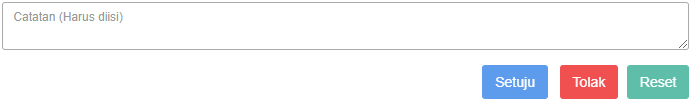 Catatan (Harus diisi)
Setuju Tolak Reset